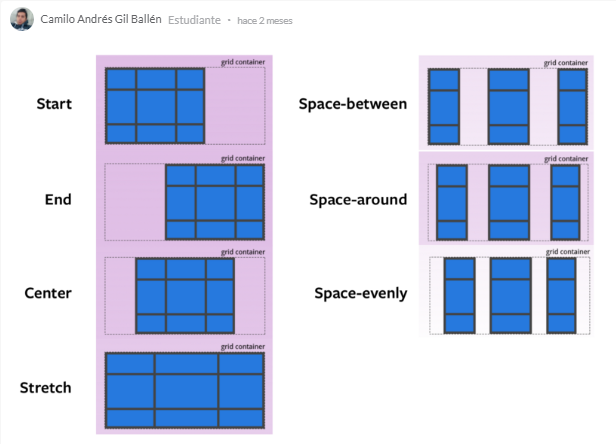 Camilo Andrés Gil Ballén Estudiante · hace 2 meses
grid container
Start
grid container
End
grid container
Center
grid container
Stretch
grid container
Space-between
grid container
Space-around
grid container
Space-evenly